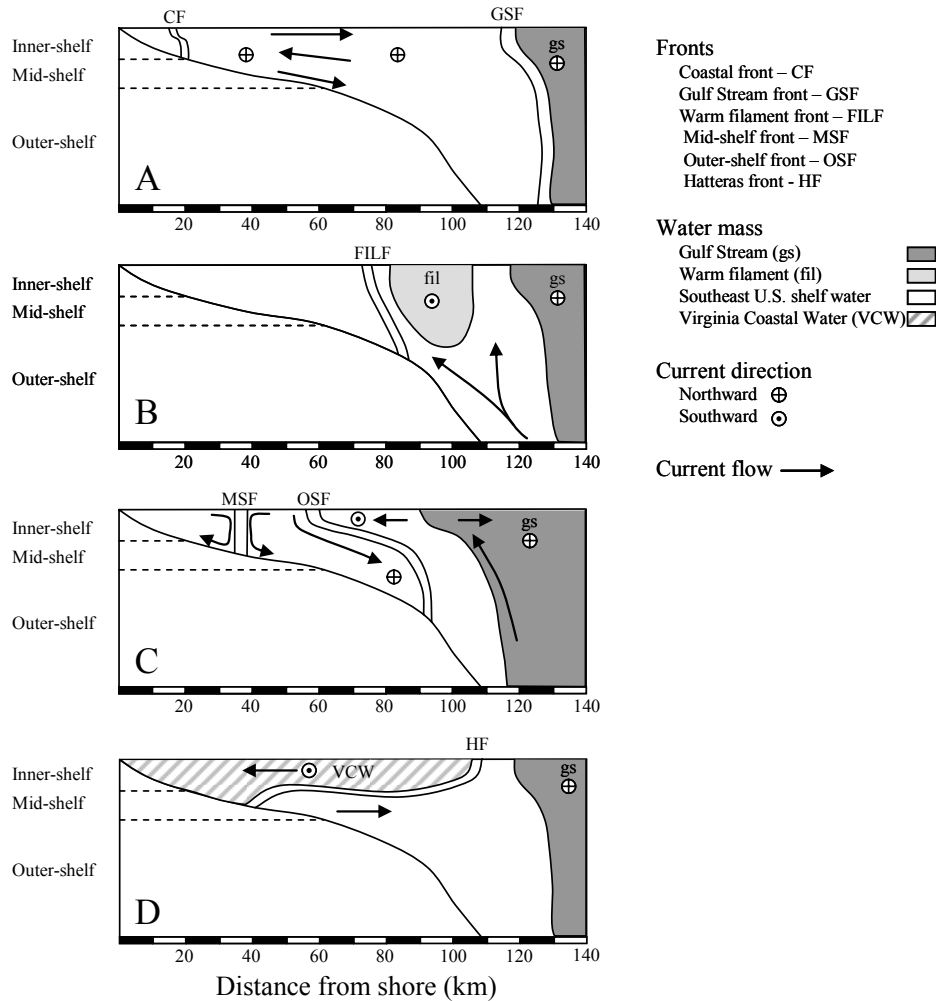 CF
GSF
Inner-shelf
gs
Mid-shelf
Outer-shelf
A
20 40 60 80 100 120 140
FILF
Inner-shelf
fil
gs
Mid-shelf
Outer-shelf
B
20 40 60 80 100 120 140
MSF OSF
Inner-shelf
gs
Mid-shelf
Outer-shelf
C
20 40 60 80 100 120 140
HF
Inner-shelf
VCW
gs
Mid-shelf
Outer-shelf
D
20 40 60 80 100 120 140
Distance from shore (km)
Fronts
Coastal front – CF
Gulf Stream front – GSF
Warm filament front – FILF
Mid-shelf front – MSF
Outer-shelf front – OSF
Hatteras front - HF
Water mass
Gulf Stream (gs)
Warm filament (fil)
Southeast U.S. shelf water
Virginia Coastal Water (VCW)
Current direction
Northward
Southward
Current flow